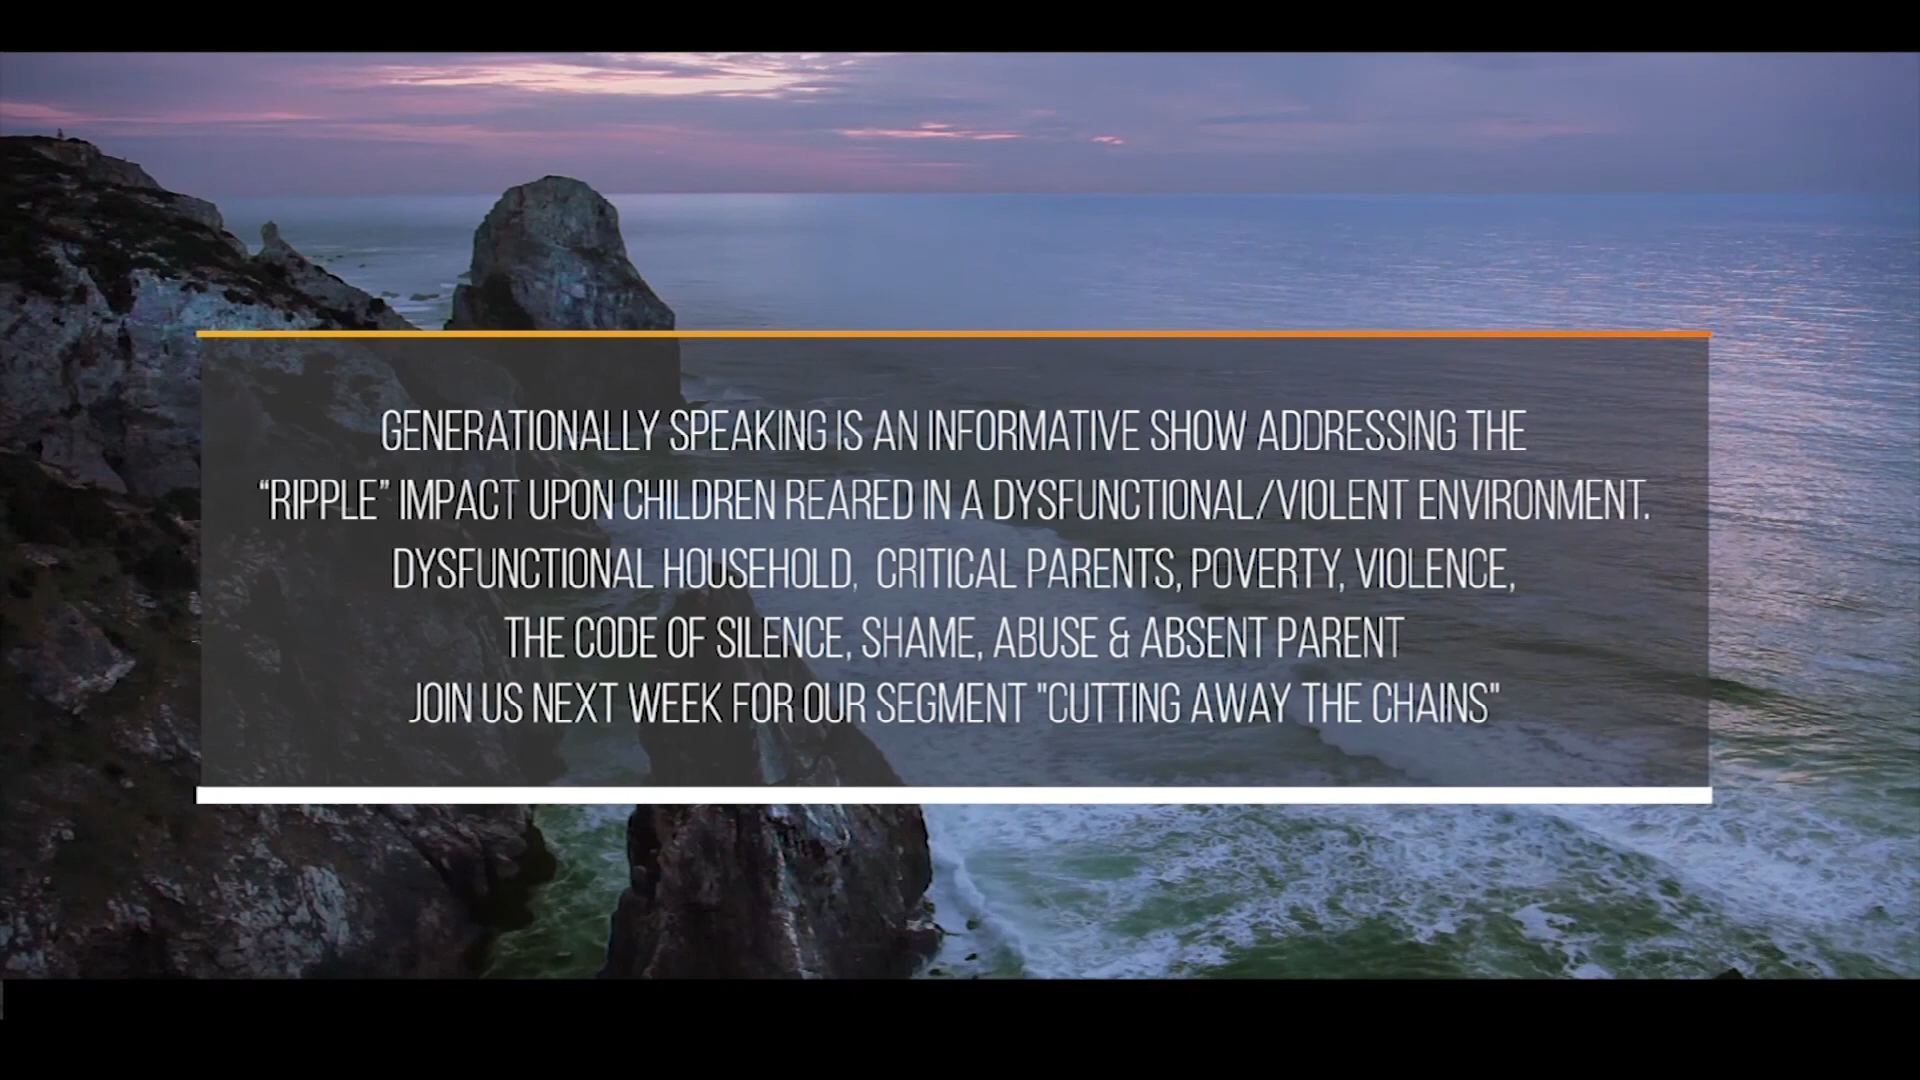 GENERATIONALLY SPEAKING IS AN INFORMATIVE SHOW ADDRESSING THE
“RIPPLE” IMPACT UPON CHILDREN REARED IN A DYSFUNCTIONAL/VIOLENT ENVIRONMENT.
DYSFUNCTIONAL HOUSEHOLD, CRITICAL PARENTS, POVERTY, VIOLENCE,
THE CODE OF SILENCE, SHAME, ABUSE & ABSENT PARENT
JOIN US NEXT WEEK FOR OUR SEGMENT "CUTTING AWAY THE CHAINS"